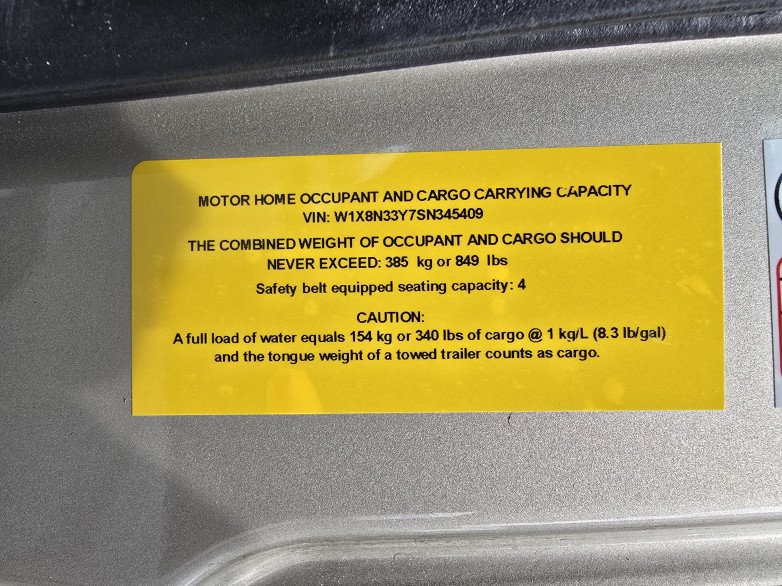 MOTOR HOME OCCUPANT AND CARGO CARRYING CAPACITY
VIN: W1X8N33Y7SN345409
THE COMBINED WEIGHT OF OCCUPANT AND CARGO SHOULD
NEVER EXCEED: 385 kg or 849 lbs
Safety belt equipped seating capacity: 4
CAUTION:
A full load of water equals 154 kg or 340 lbs of cargo @ 1 kg/L (8.3 lb/gal)
and the tongue weight of a towed trailer counts as cargo.